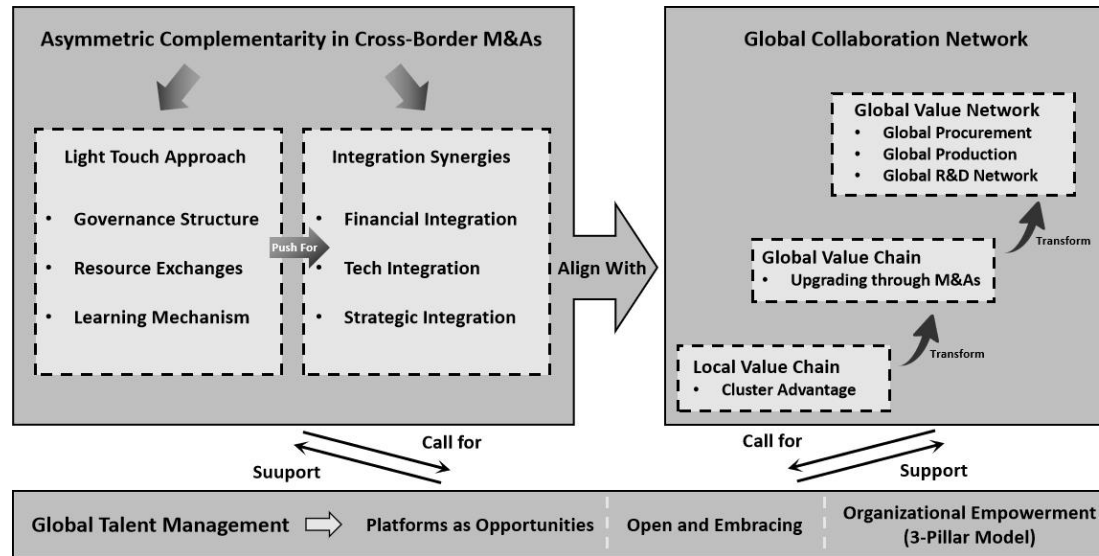 Asymmetric Complementarity in Cross-Border M&As
Light Touch Approach
• Governance Structure
• Resource Exchanges
• Learning Mechanism
Push For
Integration Synergies
• Financial Integration
• Tech Integration
• Strategic Integration
Align With
Global Collaboration Network
Global Value Network
• Global Procurement
• Global Production
• Global R&D Network
Transform
Global Value Chain
• Upgrading through M&As
Transform
Local Value Chain
• Cluster Advantage
Call for
Suuport
Call for
Support
Global Talent Management
Platforms as Opportunities
Open and Embracing
Organizational Empowerment
(3-Pillar Model)